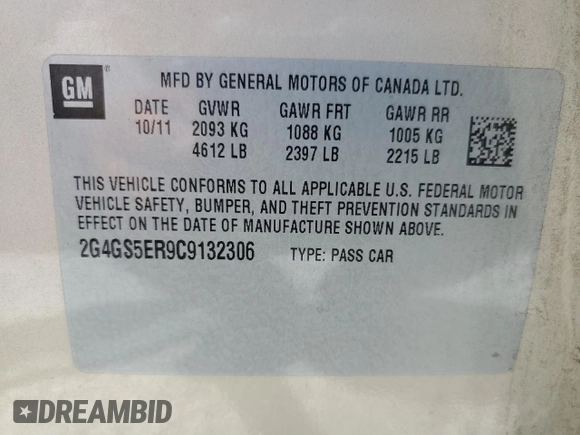 GM ® MFD BY GENERAL MOTORS OF CANADA LTD.
DATE GVWR GAWR FRT GAWR RR
10/11 2093 KG 1088 KG 1005 KG
4612 LB 2397 LB 2215 LB
THIS VEHICLE CONFORMS TO ALL APPLICABLE U.S. FEDERAL MOTOR
VEHICLE SAFETY, BUMPER, AND THEFT PREVENTION STANDARDS IN
EFFECT ON THE DATE OF MANUFACTURE SHOWN ABOVE.
2G4GS5ER9C9132306 TYPE: PASS CAR
DREAMBID